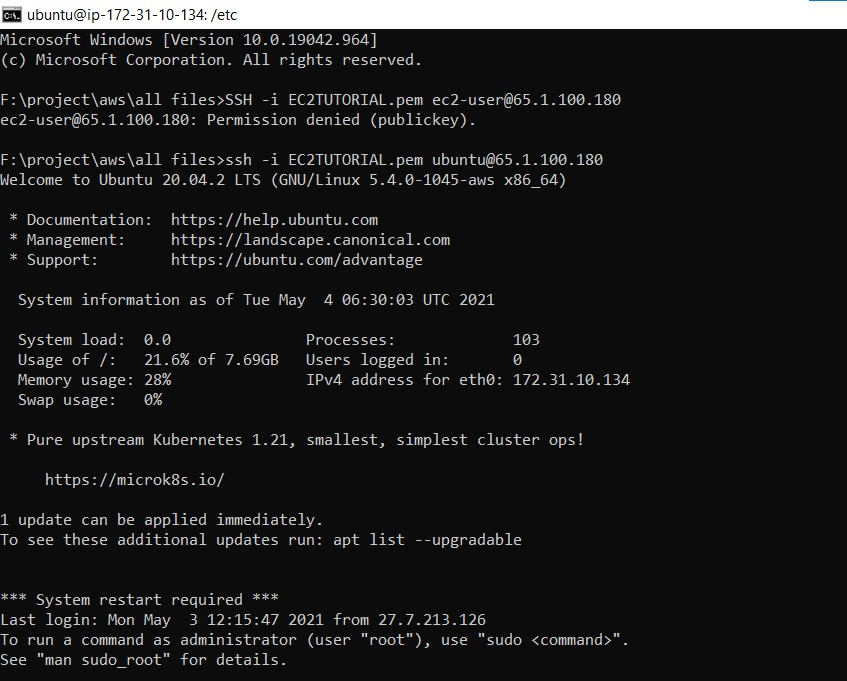 ubuntu@ip-172-31-10-134: /etc
Microsoft Windows [Version 10.0.19042.964]
(c) Microsoft Corporation. All rights reserved.
F:\project\aws\all files>SSH -i EC2TUTORIAL.pem ec2-user@65.1.100.180
ec2-user@65.1.100.180: Permission denied (publickey).
F:\project\aws\all files>ssh -i EC2TUTORIAL.pem ubuntu@65.1.100.180
Welcome to Ubuntu 20.04.2 LTS (GNU/Linux 5.4.0-1045-aws x86_64)
* Documentation:  https://help.ubuntu.com
* Management:     https://landscape.canonical.com
* Support:        https://ubuntu.com/advantage
System information as of Tue May  4 06:30:03 UTC 2021
System load:  0.0               Processes:             103
Usage of /:   21.6% of 7.69GB   Users logged in:       0
Memory usage: 28%               IPv4 address for eth0: 172.31.10.134
Swap usage:   0%
* Pure upstream Kubernetes 1.21, smallest, simplest cluster ops!
https://microk8s.io/
1 update can be applied immediately.
To see these additional updates run: apt list --upgradable
*** System restart required ***
Last login: Mon May  3 12:15:47 2021 from 27.7.213.126
To run a command as administrator (user "root"), use "sudo <command>".
See "man sudo_root" for details.